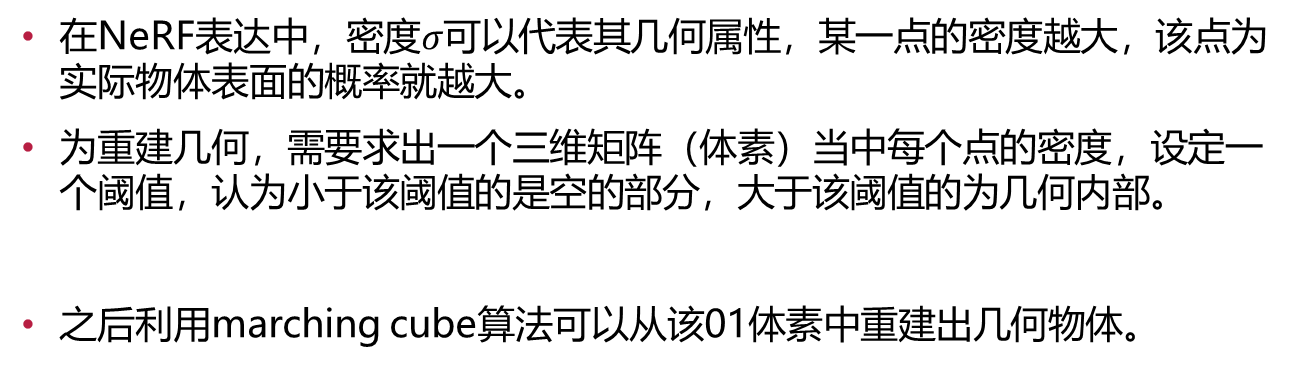 • 在NeRF表达中，密度σ可以代表其几何属性，某一点的密度越大，该点为
实际物体表面的概率就越大。
• 为重建几何，需要求出一个三维矩阵（体素）当中每个点的密度，设定一
个阈值，认为小于该阈值的是空的部分，大于该阈值的为几何内部。
• 之后利用marching cube算法可以从该01体素中重建出几何物体。